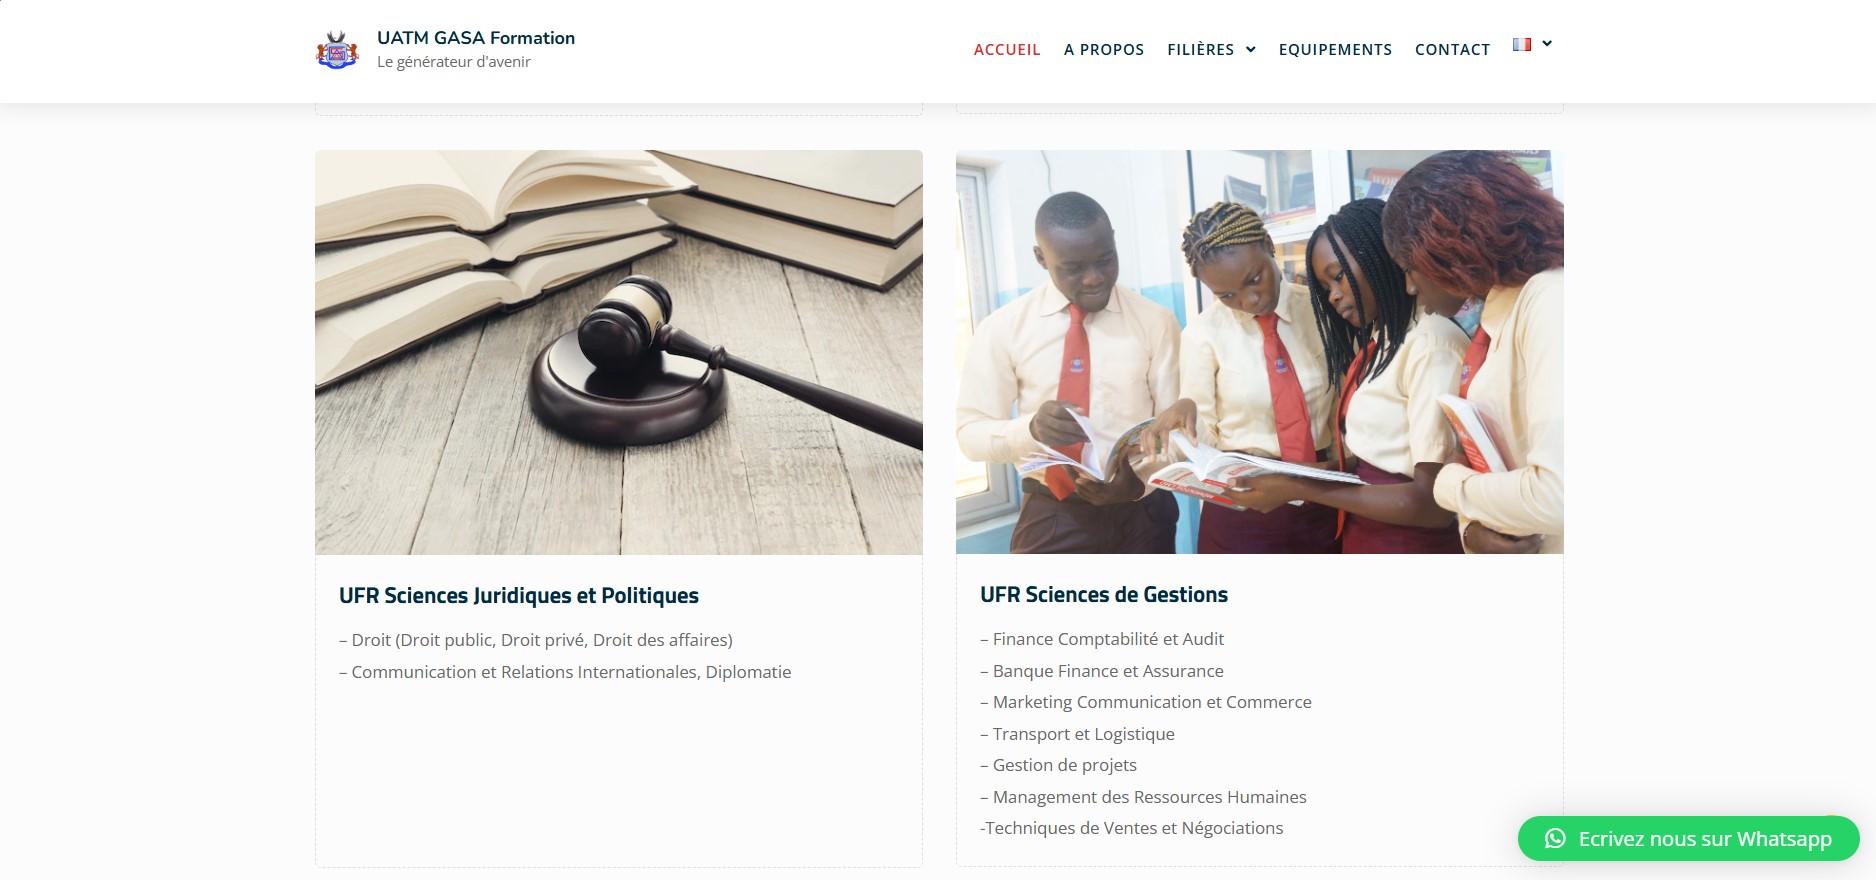 UATM GASA Formation
Le générateur d'avenir
ACCUEIL
A PROPOS
FILIÈRES
EQUIPEMENTS
CONTACT
UFR Sciences Juridiques et Politiques
– Droit (Droit public, Droit privé, Droit des affaires)
– Communication et Relations Internationales, Diplomatie
UFR Sciences de Gestions
– Finance Comptabilité et Audit
– Banque Finance et Assurance
– Marketing Communication et Commerce
– Transport et Logistique
– Gestion de projets
– Management des Ressources Humaines
-Techniques de Ventes et Négociations
Ecrivez nous sur Whatsapp